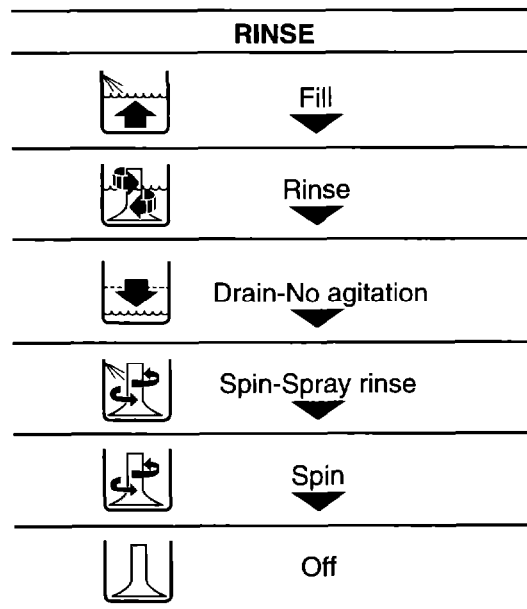 RINSE
Fill
Rinse
Drain-No agitation
Spin-Spray rinse
Spin
Off